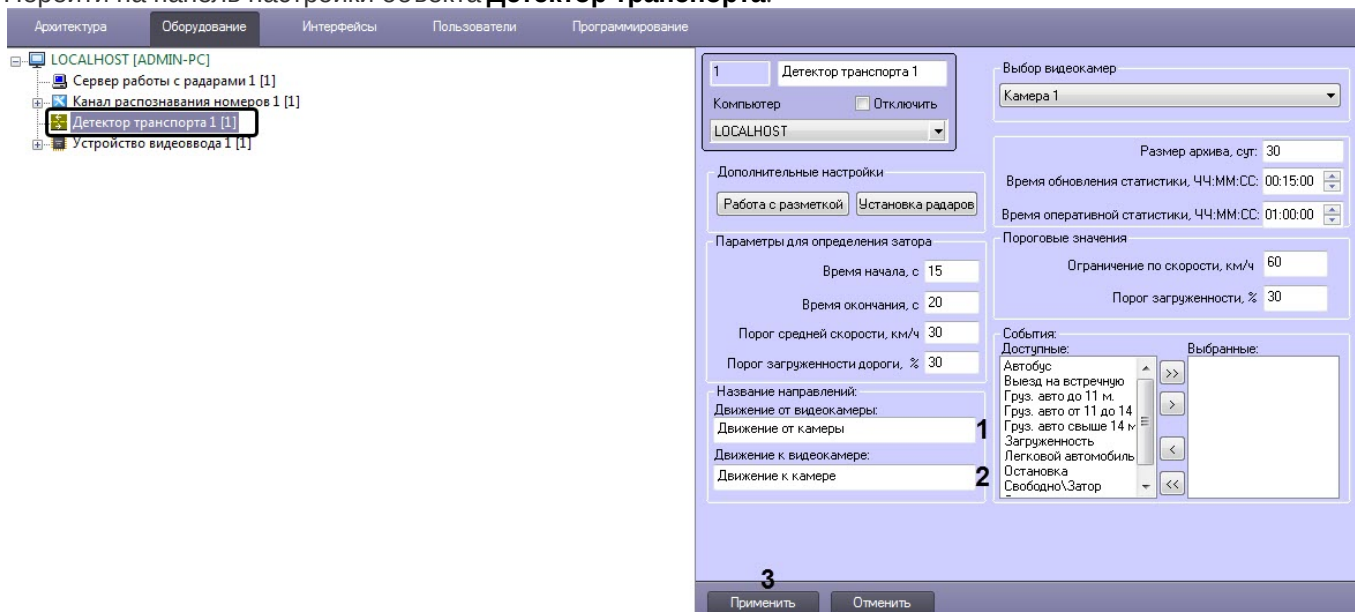 Перейти на панель настройки объекта Детектор транспорта.
Архитектура Оборудование Интерфейсы Пользователи Программирование
LOCALHOST [ADMIN-PC]
Сервер работы с радарами 1 [1]
Канал распознавания номеров 1 [1]
Детектор транспорта 1 [1]
Устройство видеоввода 1 [1]
1 Детектор транспорта 1
Компьютер Отключить
LOCALHOST
Дополнительные настройки
Работа с разметкой Установка радаров
Параметры для определения затора
Время начала, с 15
Время окончания, с 20
Порог средней скорости, км/ч 30
Порог загруженности дороги, % 30
Название направлений:
Движение от видеокамеры:
Движение от камеры 1
Движение к видеокамере:
Движение к камере 2
Выбор видеокамер
Камера 1
Размер архива, сут: 30
Время обновления статистики, ЧЧ:ММ:СС: 00:15:00
Время оперативной статистики, ЧЧ:ММ:СС: 01:00:00
Пороговые значения
Ограничение по скорости, км/ч 60
Порог загруженности, % 30
События:
Доступные: Выбранные:
Автобус
Выезд на встречную
Груз. авто до 11 м.
Груз. авто от 11 до 14
Груз. авто свыше 14 м
Загруженность
Легковой автомобиль
Остановка
Свободно\Затор
>>
>
<
<<
3
Применить Отменить